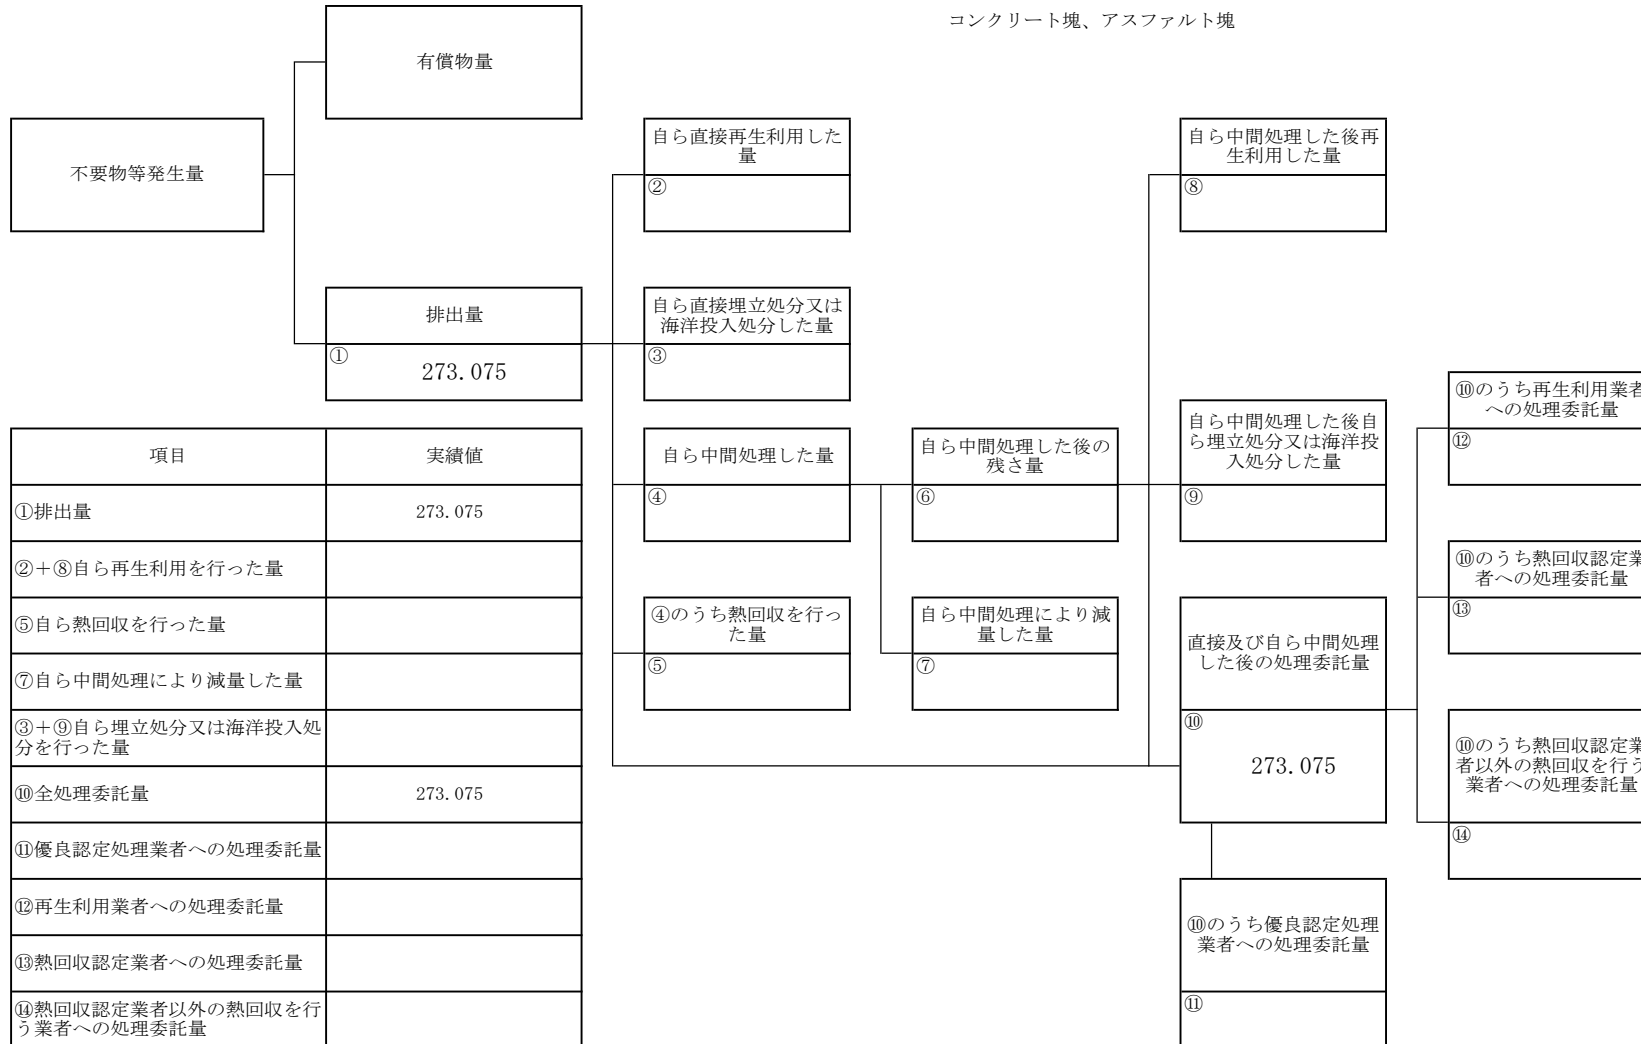 コンクリート塊、アスファルト塊
有償物量
不要物等発生量
自ら直接再生利用した
量
②
自ら中間処理した後再
生利用した量
⑧
排出量
①
273.075
自ら直接埋立処分又は
海洋投入処分した量
③
自ら中間処理した量
④
自ら中間処理した後の
残さ量
⑥
自ら中間処理した後自
ら埋立処分又は海洋投
入処分した量
⑨
⑩のうち再生利用業者
への処理委託量
⑫
④のうち熱回収を行っ
た量
⑤
自ら中間処理により減
量した量
⑦
直接及び自ら中間処理
した後の処理委託量
⑩
273.075
⑩のうち熱回収認定業
者への処理委託量
⑬
⑩のうち熱回収認定業
者以外の熱回収を行う
業者への処理委託量
⑭
⑩のうち優良認定処理
業者への処理委託量
⑪
項目 実績値
①排出量 273.075
②＋⑧自ら再生利用を行った量
⑤自ら熱回収を行った量
⑦自ら中間処理により減量した量
③＋⑨自ら埋立処分又は海洋投入処
分を行った量
⑩全処理委託量 273.075
⑪優良認定処理業者への処理委託量
⑫再生利用業者への処理委託量
⑬熱回収認定業者への処理委託量
⑭熱回収認定業者以外の熱回収を行
う業者への処理委託量